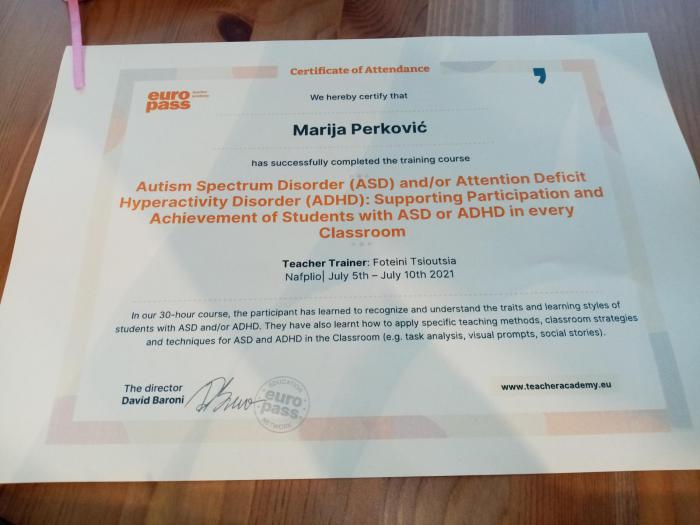 Certificate of Attendance
euro
pass
teacher
academy
We hereby certify that
Marija Perković
has successfully completed the training course
Autism Spectrum Disorder (ASD) and/or Attention Deficit
Hyperactivity Disorder (ADHD): Supporting Participation and
Achievement of Students with ASD or ADHD in every
Classroom
Teacher Trainer: Foteini Tsioutsia
Nafplio| July 5th – July 10th 2021
In our 30-hour course, the participant has learned to recognize and understand the traits and learning styles of
students with ASD and/or ADHD. They have also learnt how to apply specific teaching methods, classroom strategies
and techniques for ASD and ADHD in the Classroom (e.g. task analysis, visual prompts, social stories).
The director
David Baroni
EDUCATION
euro
pass
NETWORK
www.teacheracademy.eu